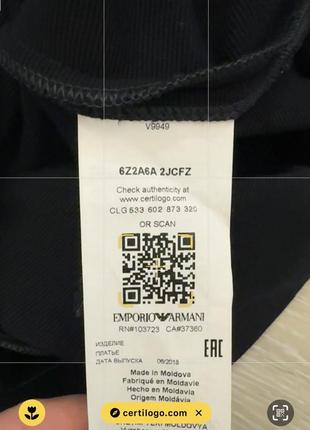 V9949
6Z2A6A 2JCFZ
Check authenticity at
www.certilogo.com
CLG 533 602 873 320
OR SCAN
EMPORIO ARMANI
RN#103723 CA#37360
ИЗДЕЛИЕ
ПЛАТЬЕ
ДАТА ВЫПУСКА 06/2018
EAC
Made in Moldova
Fabriqué en Moldavie
Hecho en Moldavia
Origem Moldávia
certilogo.com